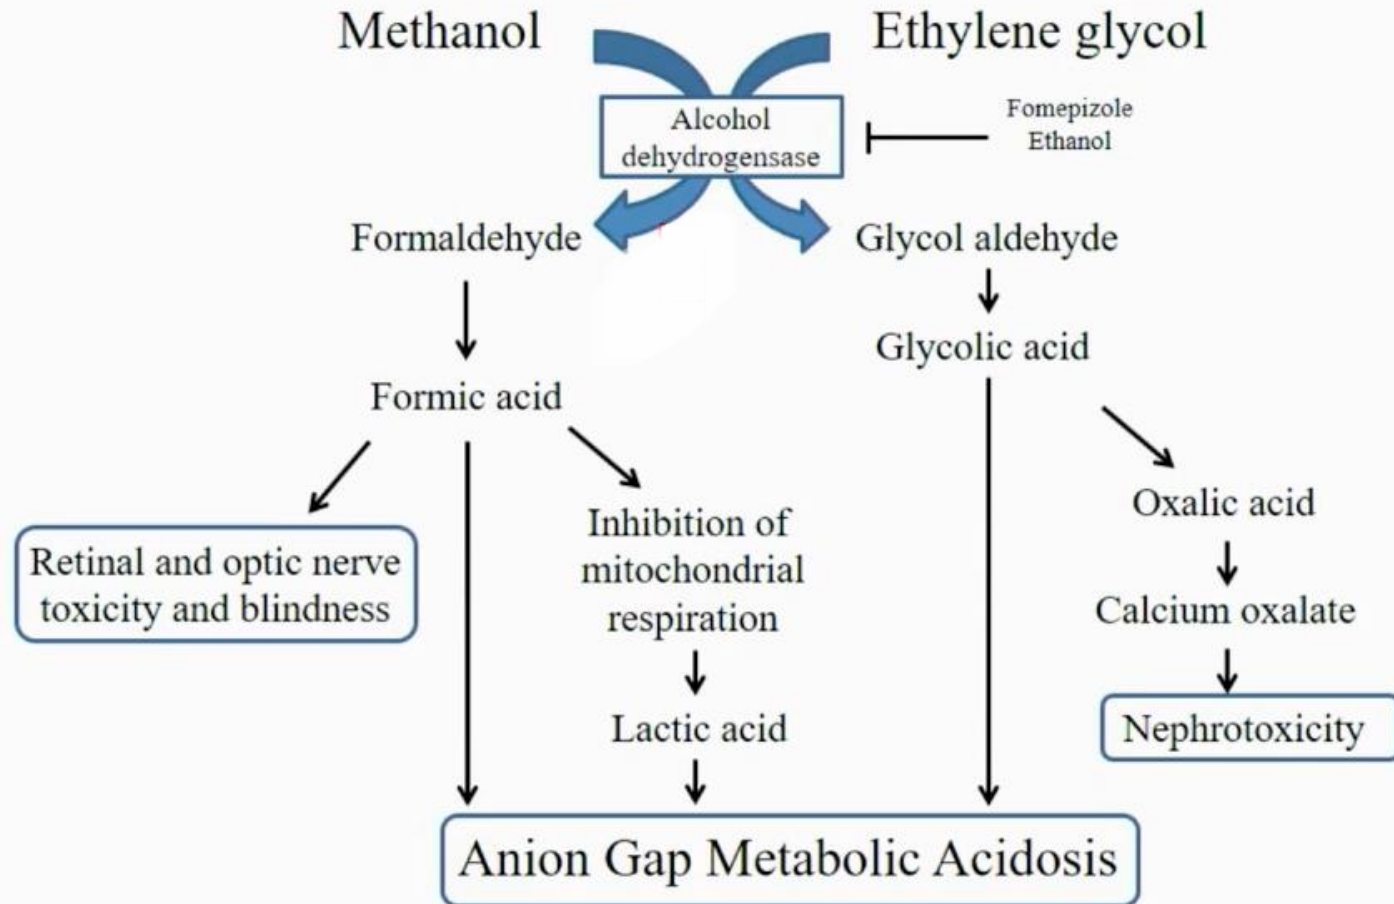 Methanol
Ethylene glycol
Alcohol
dehydrogensase
Fomepizole
Ethanol
Formaldehyde
Glycol aldehyde
Glycolic acid
Formic acid
Oxalic acid
Inhibition of
mitochondrial
respiration
Retinal and optic nerve
toxicity and blindness
Calcium oxalate
Lactic acid
Nephrotoxicity
Anion Gap Metabolic Acidosis